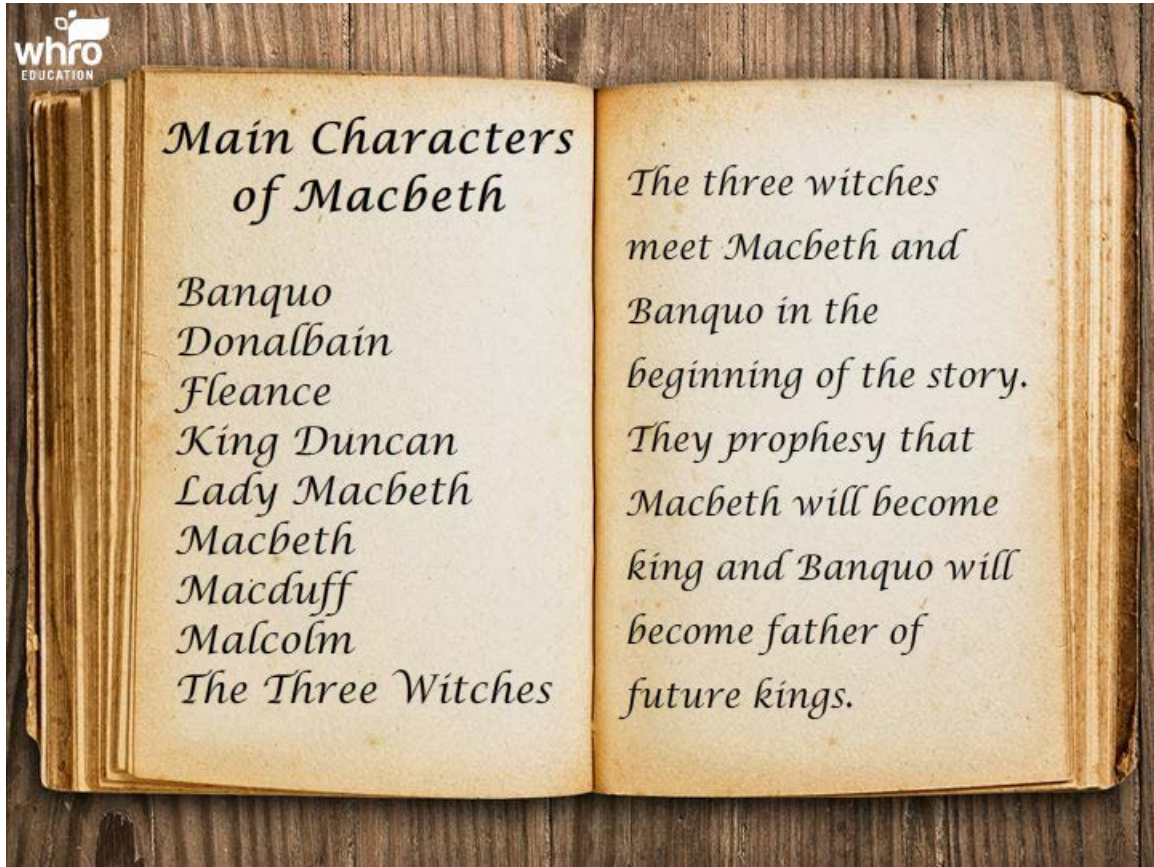 whro
EDUCATION
Main Characters
of Macbeth
Banquo
Donalbain
Fleance
King Duncan
Lady Macbeth
Macbeth
Macduff
Malcolm
The Three Witches
The three witches
meet Macbeth and
Banquo in the
beginning of the story.
They prophesy that
Macbeth will become
king and Banquo will
become father of
future kings.